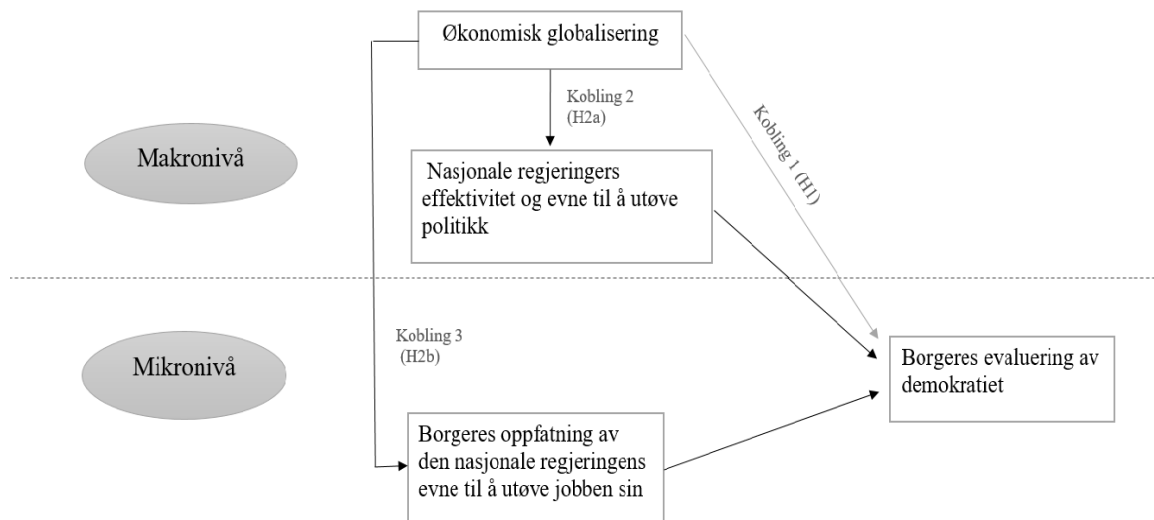 Økonomisk globalisering
Kobling 2
(H2a)
Kobling 1 (H1)
Makronivå
Nasjonale regjeringers
effektivitet og evne til å utøve
politikk
Kobling 3
(H2b)
Mikronivå
Borgeres evaluering av
demokratiet
Borgeres oppfatning av
den nasjonale regjeringens
evne til å utøve jobben sin